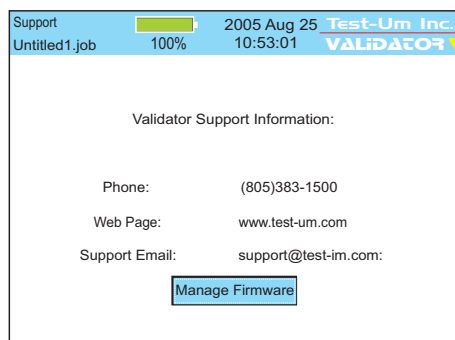 Support 2005 Aug 25 Test-Um Inc.
Untitled1.job 100% 10:53:01 VALIDATOR
Validator Support Information:
Phone: (805)383-1500
Web Page: www.test-um.com
Support Email: support@test-im.com:
Manage Firmware